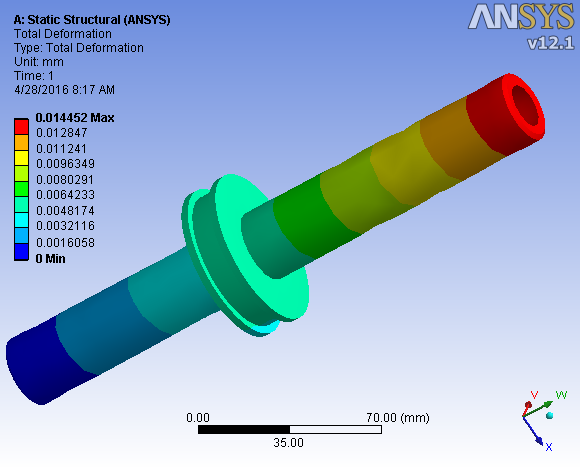 A: Static Structural (ANSYS)
Total Deformation
Type: Total Deformation
Unit: mm
Time: 1
4/28/2016 8:17 AM
ANSYS
v12.1
0.014452 Max
0.012847
0.011241
0.0096349
0.0080291
0.0064233
0.0048174
0.0032116
0.0016058
0 Min
0.00
70.00 (mm)
35.00
V
W
X